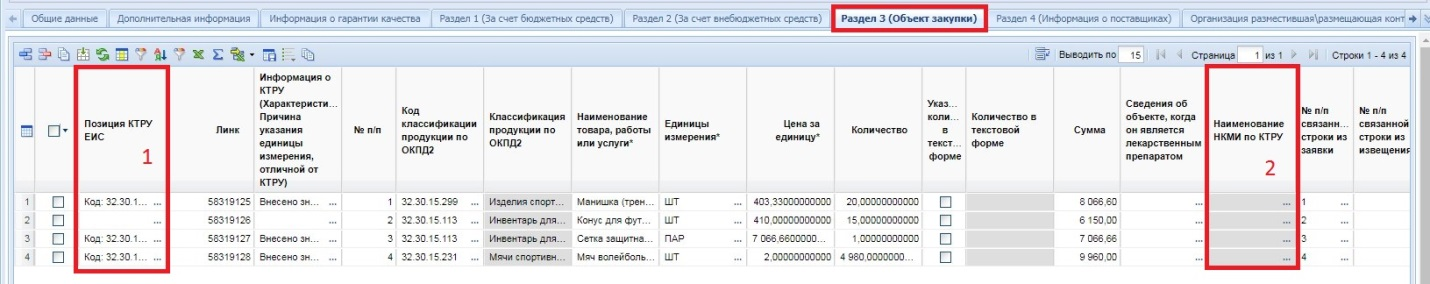 Общие данные Дополнительная информация Информация о гарантии качества Раздел 1 (За счет бюджетных средств) Раздел 2 (За счет внебюджетных средств) Раздел 3 (Объект закупки) Раздел 4 (Информация о поставщиках) Организация разместившая\размещающая конт
Выводить по 15 Страница 1 из 1 Строки 1 - 4 из 4
Позиция КТРУ ЕИС
1
Линк
Информация о КТРУ (Характеристи... Причина указания единицы измерения, отличной от КТРУ)
№ п/п
Код классификации продукции по ОКПД2
Классификация продукции по ОКПД2
Наименование товара, работы или услуги*
Единицы измерения*
Цена за единицу*
Количество
Указ... коли... в текст... форме
Количество в текстовой форме
Сумма
Сведения об объекте, когда он является лекарственным препаратом
Наименование НКМИ по КТРУ
2
№ п/п связанн... строки из заявки
№ п/п связанной строки из извещения
1 Код: 32.30.1... ... 58319125 Внесено зн... ... 1 32.30.15.299 ... Изделия спорт... Манишка (трен... ШТ ... 403,33000000000 20,00000000000 8 066,60 ... ... 1 ...
2 ... 58319126 ... 2 32.30.15.113 ... Инвентарь для... Конус для фут... ШТ ... 410,00000000000 15,00000000000 6 150,00 ... ... 2 ...
3 Код: 32.30.1... ... 58319127 Внесено зн... ... 3 32.30.15.113 ... Инвентарь для... Сетка защитна... ПАР ... 7 066,6600000... 1,00000000000 7 066,66 ... ... 3 ...
4 Код: 32.30.1... ... 58319128 Внесено зн... ... 4 32.30.15.231 ... Мячи спортивн... Мяч волейболь... ШТ ... 2,00000000000 4 980,0000000... 9 960,00 ... ... 4 ...